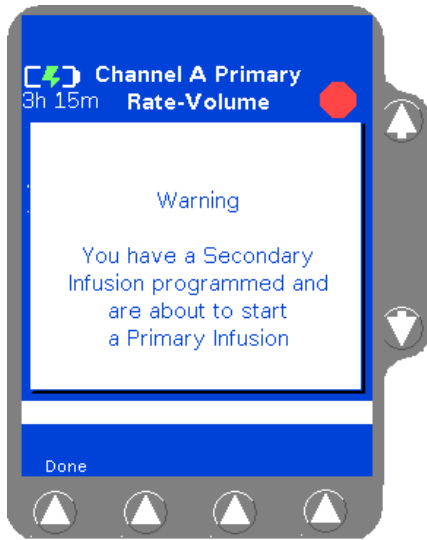 Channel A Primary
3h 15m Rate-Volume
Warning
You have a Secondary
Infusion programmed and
are about to start
a Primary Infusion
Done